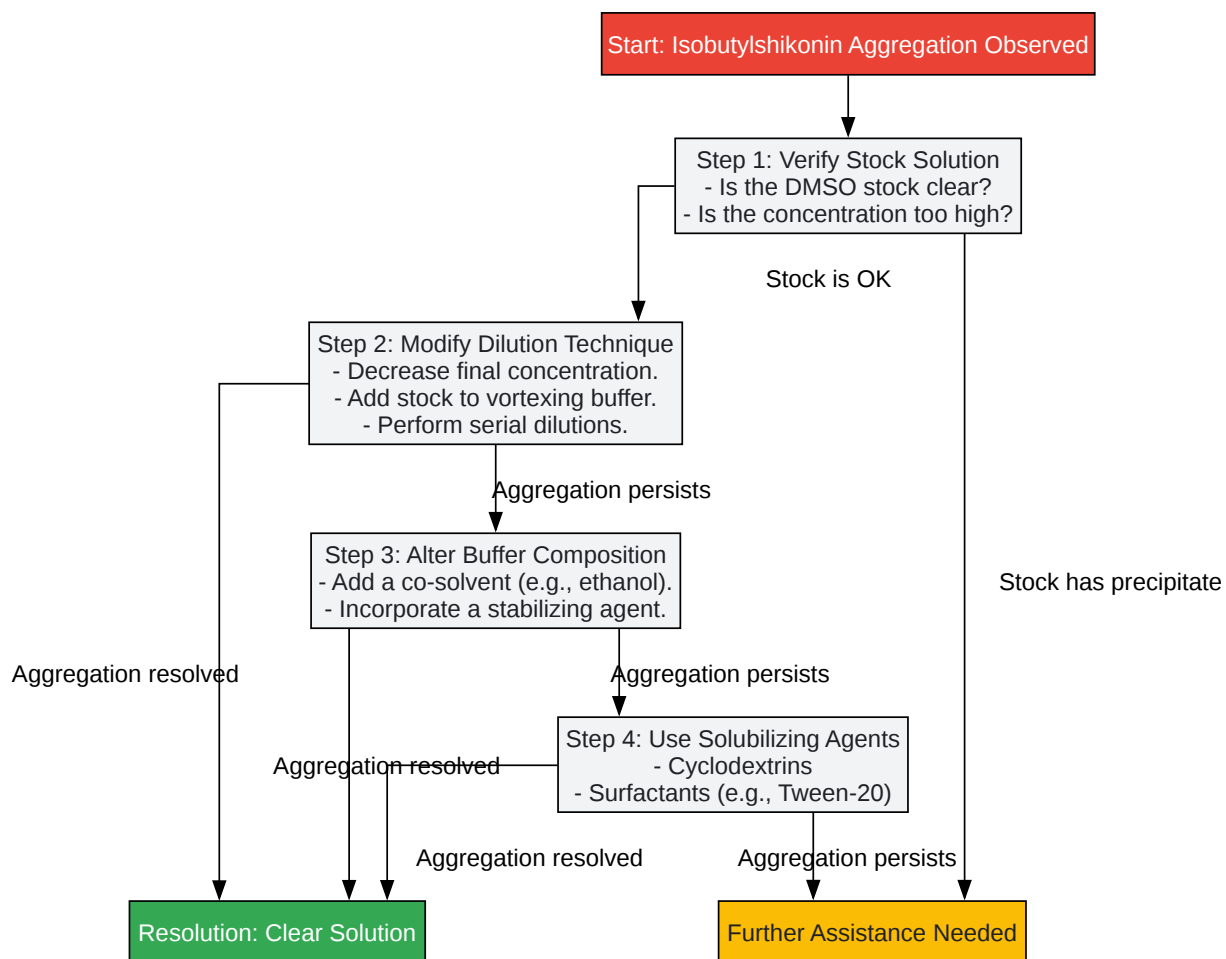 Start: Isobutylshikonin Aggregation Observed
Step 1: Verify Stock Solution
- Is the DMSO stock clear?
- Is the concentration too high?
Stock is OK
Step 2: Modify Dilution Technique
- Decrease final concentration.
- Add stock to vortexing buffer.
- Perform serial dilutions.
Aggregation persists
Step 3: Alter Buffer Composition
- Add a co-solvent (e.g., ethanol).
- Incorporate a stabilizing agent.
Stock has precipitate
Aggregation resolved
Aggregation persists
Step 4: Use Solubilizing Agents
- Cyclodextrins
- Surfactants (e.g., Tween-20)
Aggregation resolved
Aggregation resolved
Aggregation persists
Resolution: Clear Solution
Further Assistance Needed